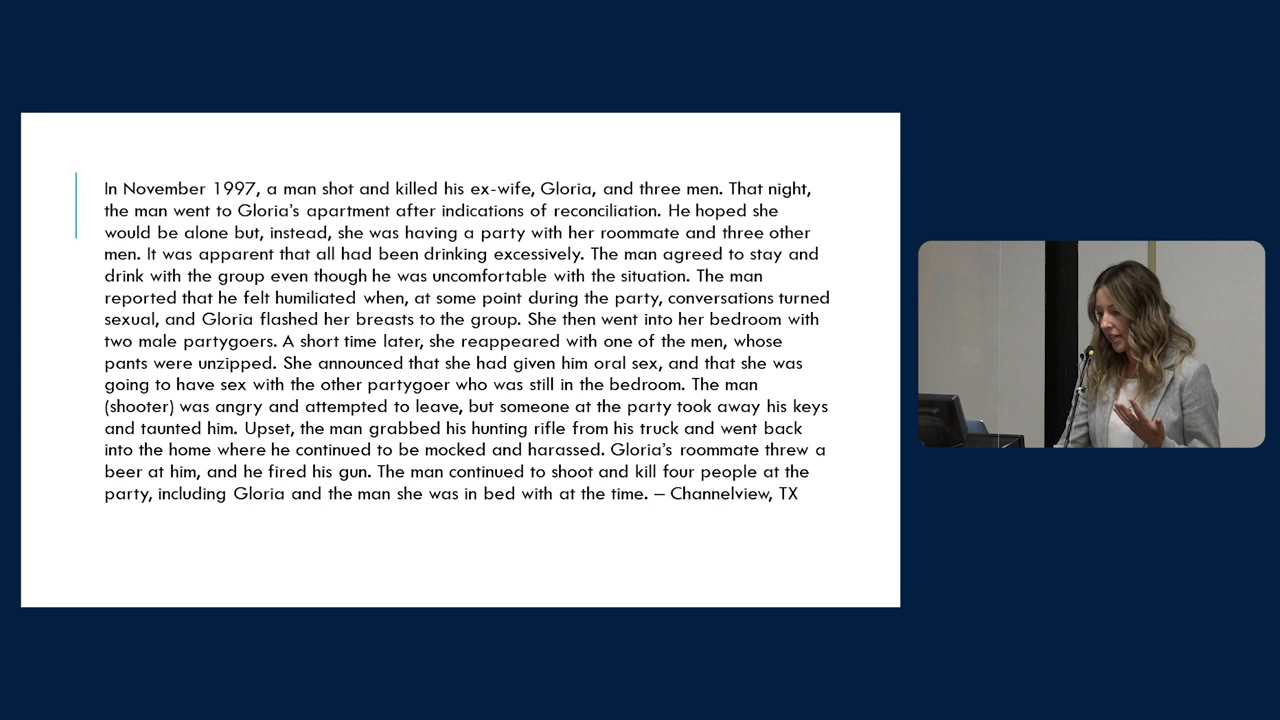 In November 1997, a man shot and killed his ex-wife, Gloria, and three men. That night,
the man went to Gloria's apartment after indications of reconciliation. He hoped she
would be alone but, instead, she was having a party with her roommate and three other
men. It was apparent that all had been drinking excessively. The man agreed to stay and
drink with the group even though he was uncomfortable with the situation. The man
reported that he felt humiliated when, at some point during the party, conversations turned
sexual, and Gloria flashed her breasts to the group. She then went into her bedroom with
two male partygoers. A short time later, she reappeared with one of the men, whose
pants were unzipped. She announced that she had given him oral sex, and that she was
going to have sex with the other partygoer who was still in the bedroom. The man
(shooter) was angry and attempted to leave, but someone at the party took away his keys
and taunted him. Upset, the man grabbed his hunting rifle from his truck and went back
into the home where he continued to be mocked and harassed. Gloria's roommate threw a
beer at him, and he fired his gun. The man continued to shoot and kill four people at the
party, including Gloria and the man she was in bed with at the time. – Channelview, TX